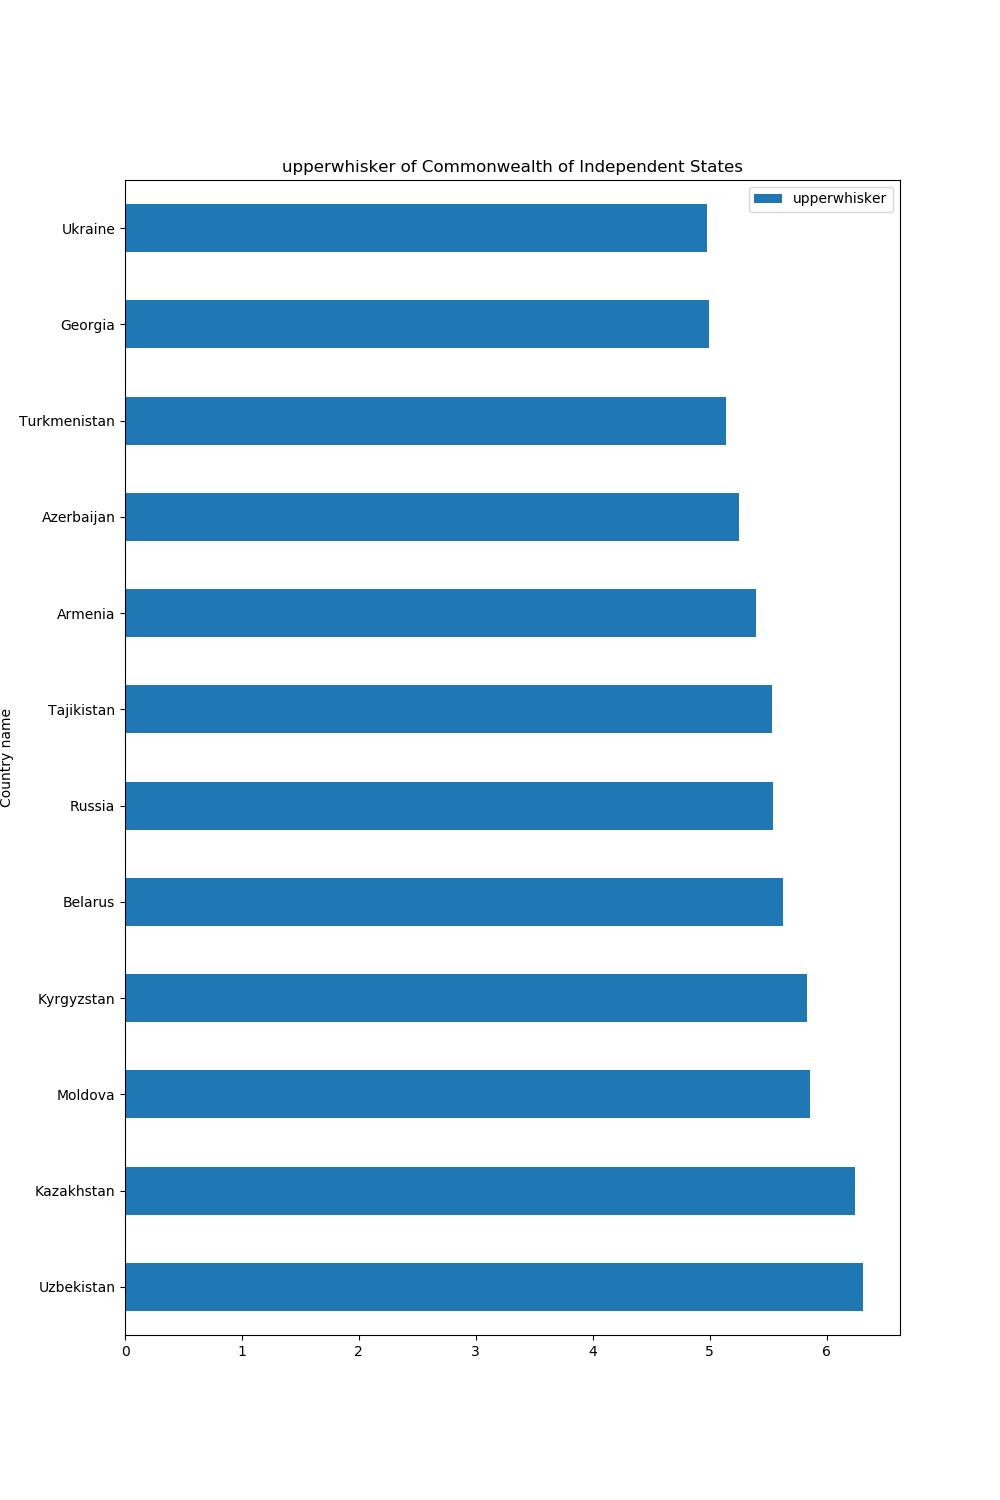 upperwhisker of Commonwealth of Independent States
upperwhisker
Ukraine
Georgia
Turkmenistan
Azerbaijan
Armenia
Tajikistan
Russia
Belarus
Kyrgyzstan
Moldova
Kazakhstan
Uzbekistan
Country name
0 1 2 3 4 5 6